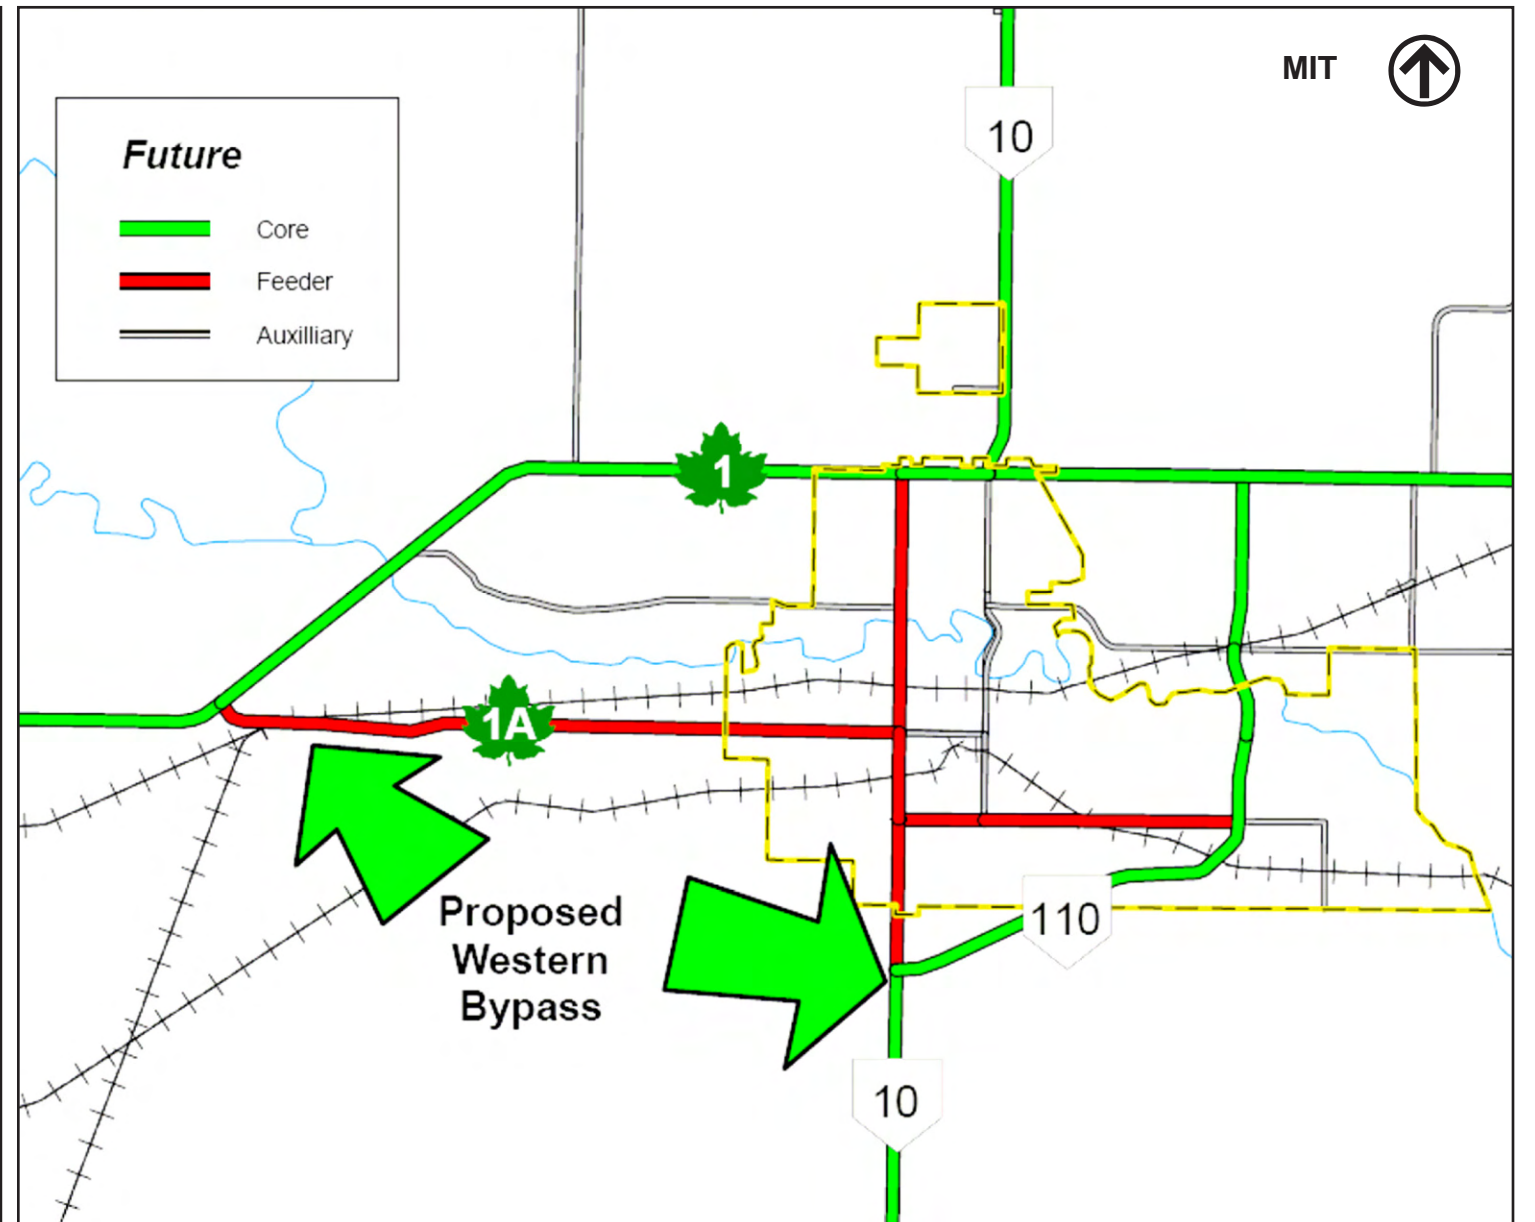 MIT
10
Future
Core
Feeder
Auxilliary
1
1A
Proposed
Western
Bypass
110
10